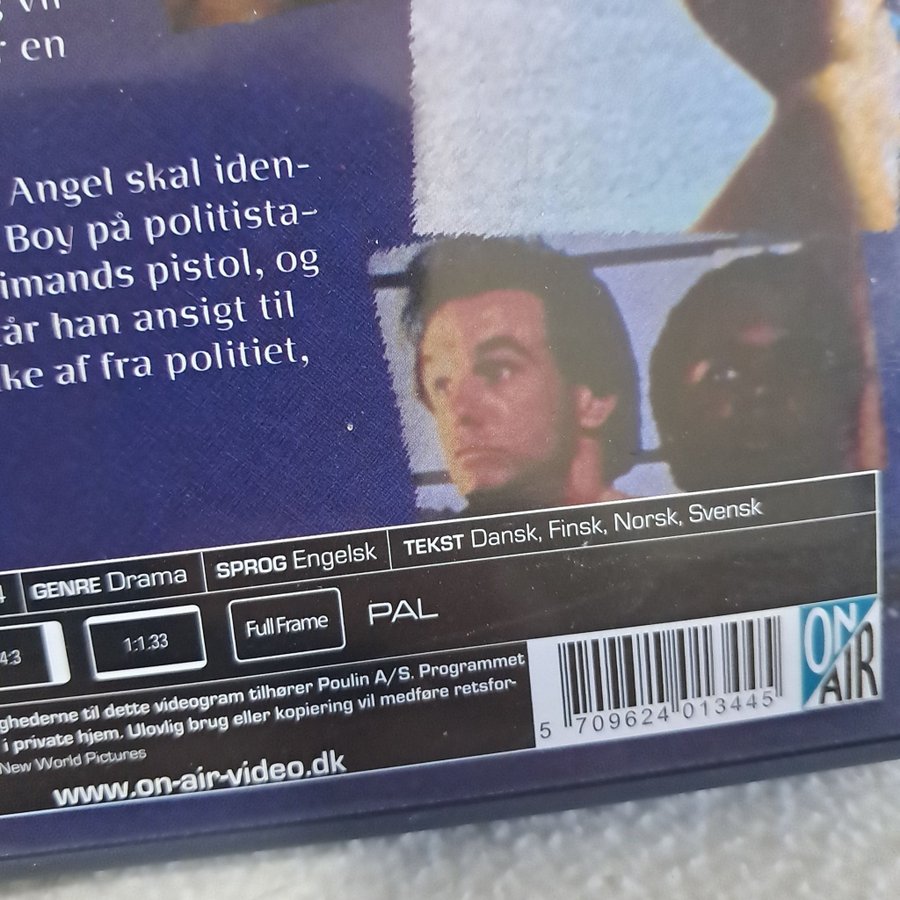 r en
Angel skal iden-
Boy på politista-
imands pistol, og
år han ansigt til
ke af fra politiet,
4 GENRE Drama SPROG Engelsk TEKST Dansk, Finsk, Norsk, Svensk
4:3 1:1.33 Full Frame PAL
ghederne til dette videogram tilhører Poulin A/S. Programmet
i private hjem. Ulovlig brug eller kopiering vil medføre retsfor-
New World Pictures
www.on-air-video.dk
5 709624 013445
ON AIR